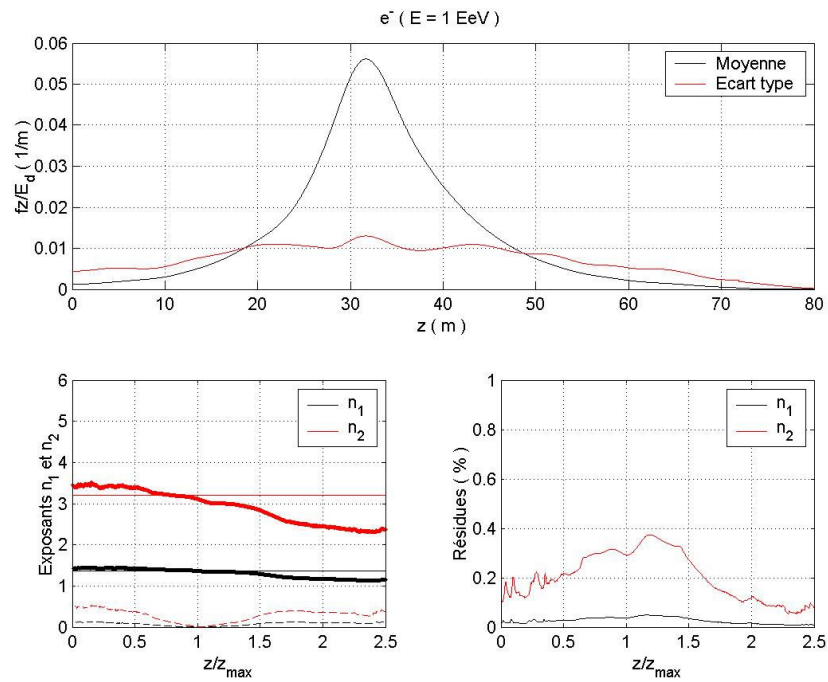 e⁻ ( E = 1 EeV )
fz/E_d ( 1/m )
0.06
0.05
0.04
0.03
0.02
0.01
0
Moyenne
Ecart type
0 10 20 30 40 50 60 70 80
z ( m )
Exposants n₁ et n₂
6
5
4
3
2
1
0
n₁
n₂
0 0.5 1 1.5 2 2.5
z/z_max
Résidues ( % )
1
0.8
0.6
0.4
0.2
0
n₁
n₂
0 0.5 1 1.5 2 2.5
z/z_max